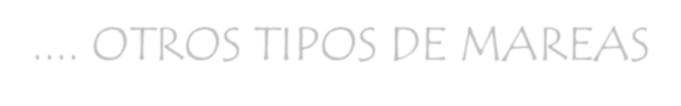 .... OTROS TIPOS DE MAREAS